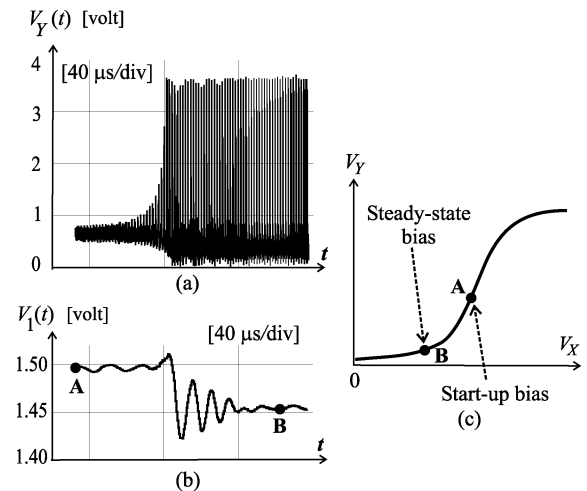 V_Y (t) [volt]
[40 µs/div]
4
3
2
1
0
t
(a)
V_1(t) [volt]
[40 µs/div]
1.50
A
1.45
B
1.40
t
(b)
V_Y
Steady-state
bias
A
B
V_X
0
Start-up bias
(c)